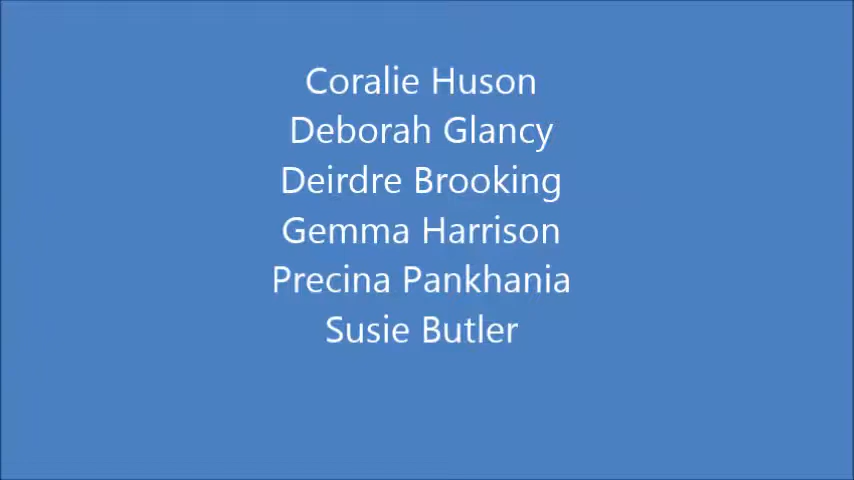 Coralie Huson
Deborah Glancy
Deirdre Brooking
Gemma Harrison
Precina Pankhania
Susie Butler